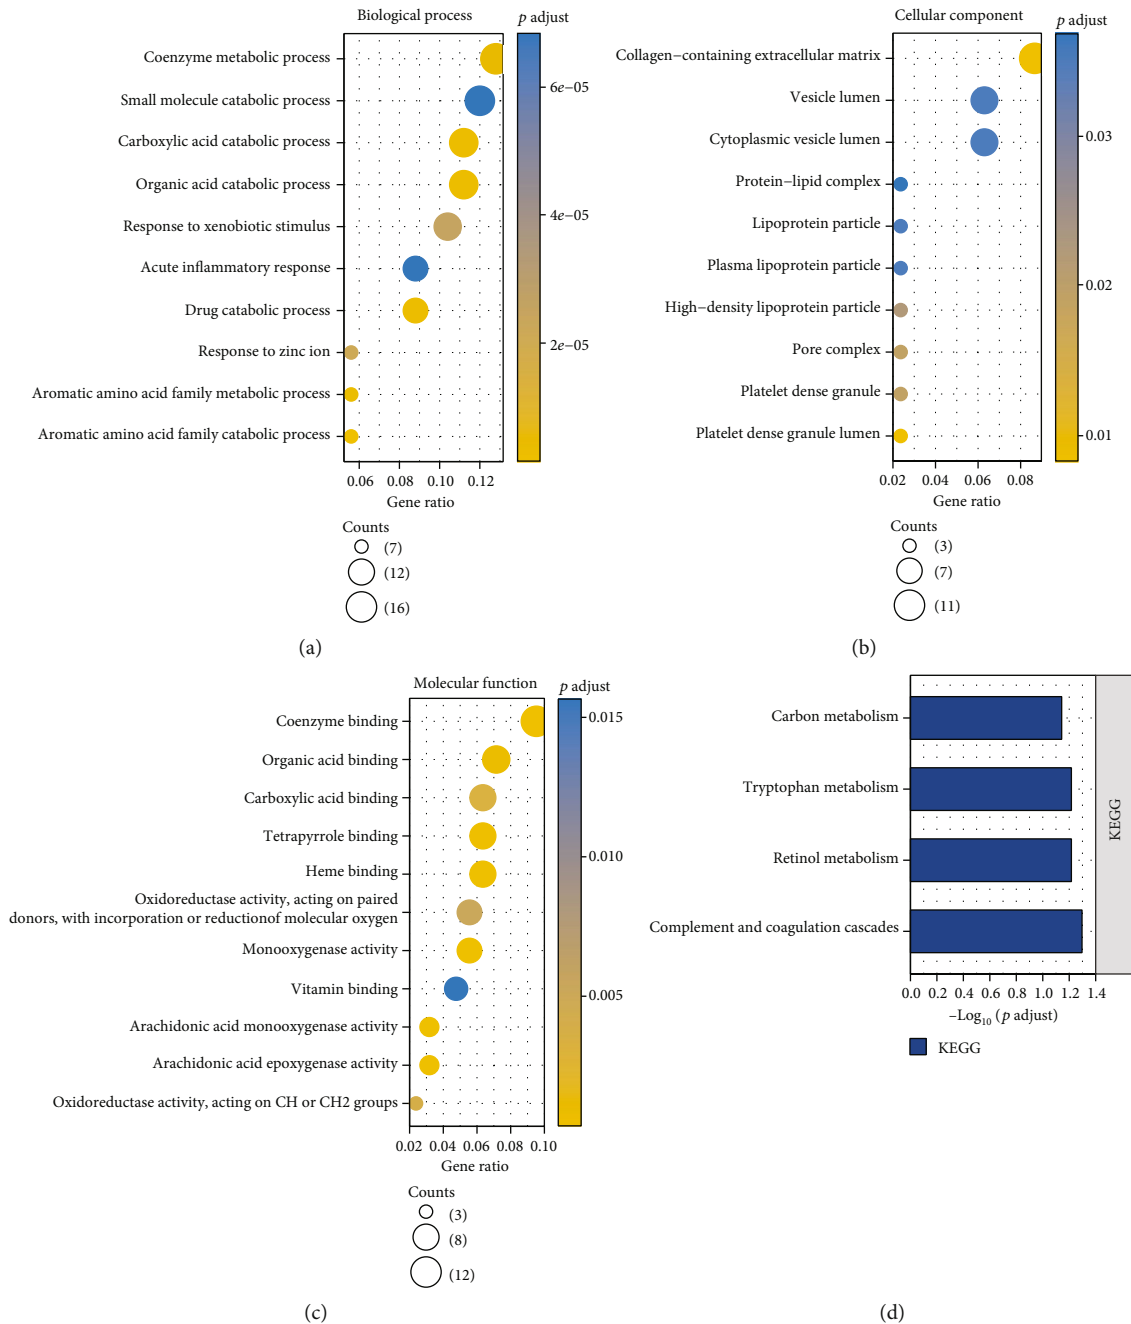 Biological process
p adjust
Coenzyme metabolic process
Small molecule catabolic process
Carboxylic acid catabolic process
Organic acid catabolic process
Response to xenobiotic stimulus
Acute inflammatory response
Drug catabolic process
Response to zinc ion
Aromatic amino acid family metabolic process
Aromatic amino acid family catabolic process
6e−05
4e−05
2e−05
0.06 0.08 0.10 0.12
Gene ratio
Counts
(7)
(12)
(16)
(a)
Cellular component
p adjust
Collagen−containing extracellular matrix
Vesicle lumen
Cytoplasmic vesicle lumen
Protein−lipid complex
Lipoprotein particle
Plasma lipoprotein particle
High−density lipoprotein particle
Pore complex
Platelet dense granule
Platelet dense granule lumen
0.03
0.02
0.01
0.02 0.04 0.06 0.08
Gene ratio
Counts
(3)
(7)
(11)
(b)
Molecular function
p adjust
Coenzyme binding
Organic acid binding
Carboxylic acid binding
Tetrapyrrole binding
Heme binding
Oxidoreductase activity, acting on paired
donors, with incorporation or reductionof molecular oxygen
Monooxygenase activity
Vitamin binding
Arachidonic acid monooxygenase activity
Arachidonic acid epoxygenase activity
Oxidoreductase activity, acting on CH or CH2 groups
0.015
0.010
0.005
0.02 0.04 0.06 0.08 0.10
Gene ratio
Counts
(3)
(8)
(12)
(c)
Carbon metabolism
Tryptophan metabolism
Retinol metabolism
Complement and coagulation cascades
KEGG
0.0 0.2 0.4 0.6 0.8 1.0 1.2 1.4
−Log10 (p adjust)
KEGG
(d)